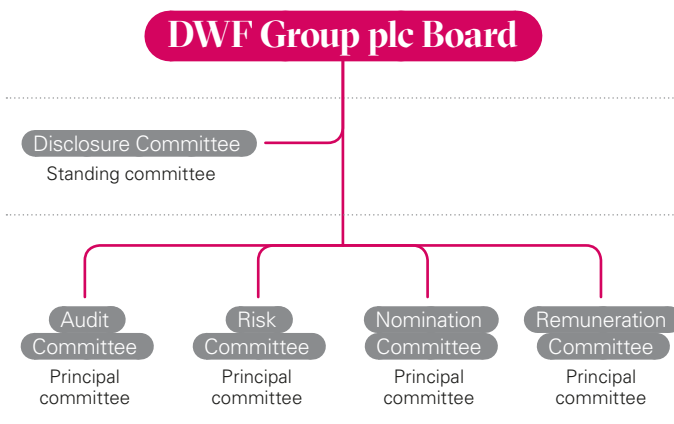 DWF Group plc Board
Disclosure Committee
Standing committee
Audit
Committee
Principal
committee
Risk
Committee
Principal
committee
Nomination
Committee
Principal
committee
Remuneration
Committee
Principal
committee